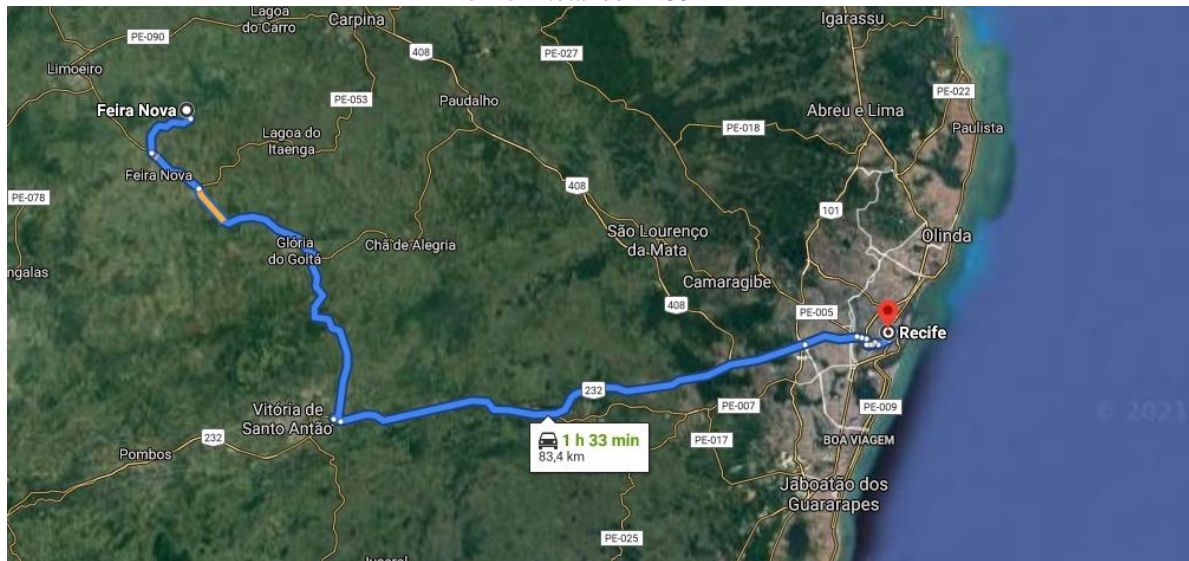 Lagoa
do Carro
Carpina
Igarassu
PE-090
408
PE-027
Limoeiro
PE-022
Feira Nova
PE-053
Paudalho
Abreu e Lima
Lagoa do
Itaenga
PE-018
Paulista
Feira Nova
408
PE-078
101
Glória
do Goitá
Chã de Alegria
São Lourenço
da Mata
Olinda
ngalas
Camaragibe
408
PE-005
Recife
232
Vitória de
Santo Antão
PE-007
PE-009
© 2021
232
1 h 33 min
83,4 km
PE-017
BOA VIAGEM
Pombos
Jaboatão dos
Guararapes
PE-025